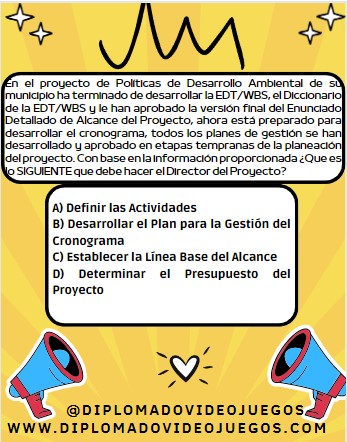 En el proyecto de Políticas de Desarrollo Ambiental de su
municipio ha terminado de desarrollar la EDT/WBS, el Diccionario
de la EDT/WBS y le han aprobado la versión final del Enunciado
Detallado de Alcance del Proyecto, ahora está preparado para
desarrollar el cronograma, todos los planes de gestión se han
desarrollado y aprobado en etapas tempranas de la planeación
del proyecto. Con base en la información proporcionada ¿Que es
lo SIGUIENTE que debe hacer el Director del Proyecto?
A) Definir las Actividades
B) Desarrollar el Plan para la Gestión del
Cronograma
C) Establecer la Línea Base del Alcance
D) Determinar el Presupuesto del
Proyecto
@DIPLOMADOVIDEOJUEGOS
WWW.DIPLOMADOVIDEOJUEGOS.COM